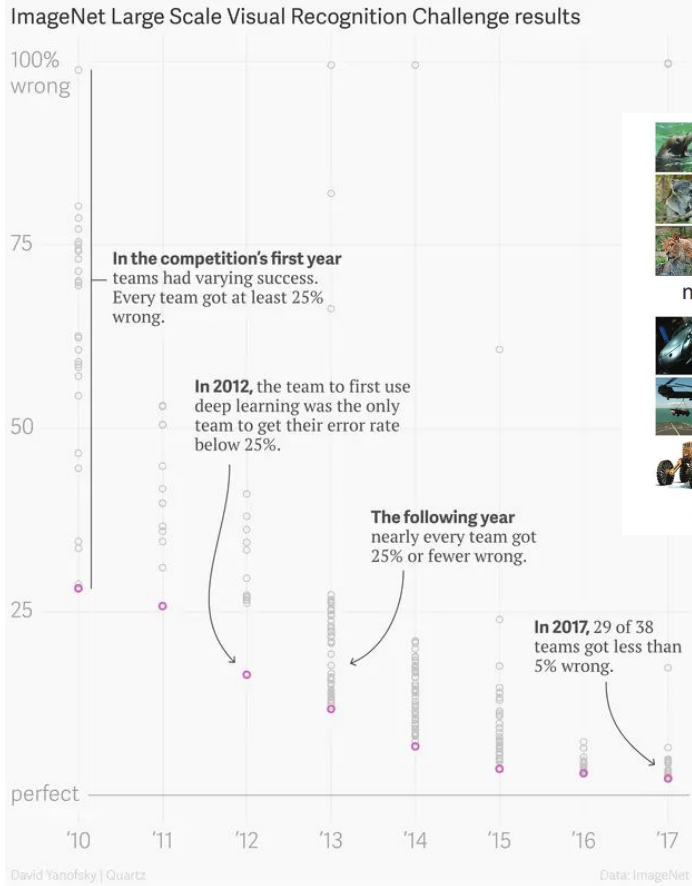 ImageNet Large Scale Visual Recognition Challenge results
100%
wrong
75
In the competition's first year
teams had varying success.
Every team got at least 25%
wrong.
In 2012, the team to first use
deep learning was the only
team to get their error rate
below 25%.
50
The following year
nearly every team got
25% or fewer wrong.
25
In 2017, 29 of 38
teams got less than
5% wrong.
perfect
'10
'11
'12
'13
'14
'15
'16
'17
David Yanofsky | Quartz
Data: ImageNet